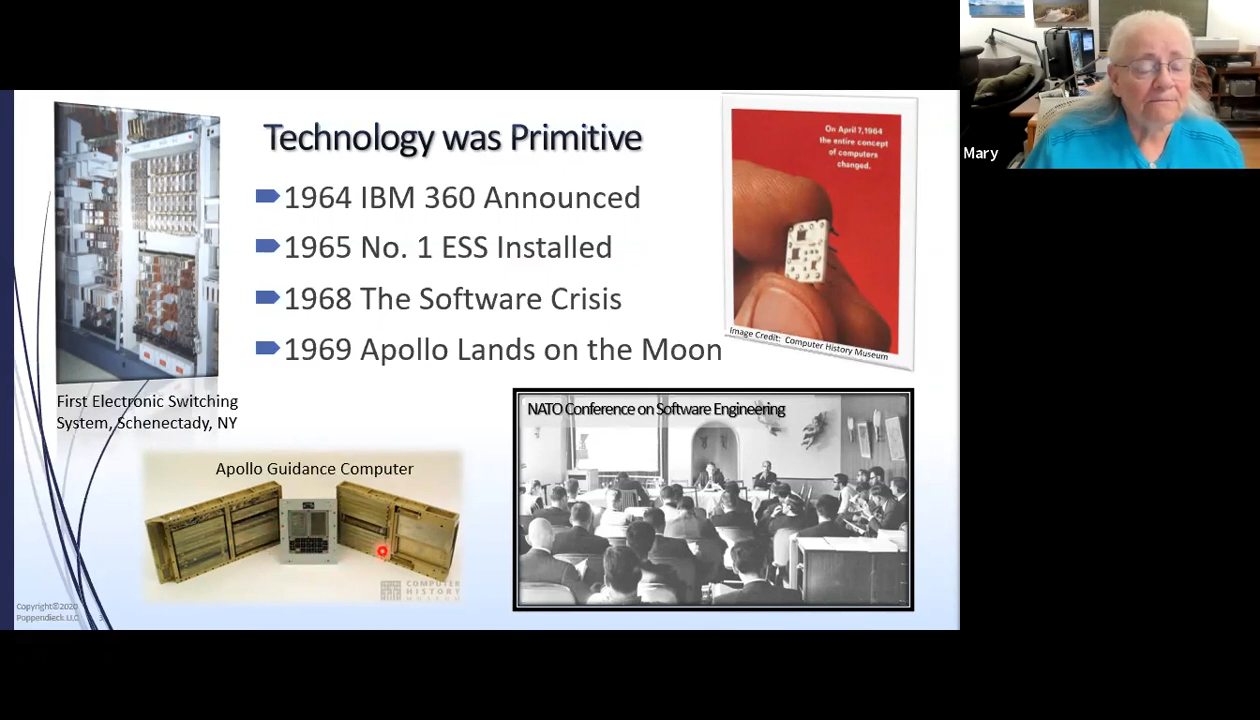 Technology was Primitive
1964 IBM 360 Announced
1965 No. 1 ESS Installed
1968 The Software Crisis
1969 Apollo Lands on the Moon
On April 7, 1964
the entire concept
of computers
changed.
Image Credit: Computer History Museum
Mary
First Electronic Switching
System, Schenectady, NY
NATO Conference on Software Engineering
Apollo Guidance Computer
COMPUTER
HISTORY
MUSEUM
Copyright©2020
Poppendieck LLC 3